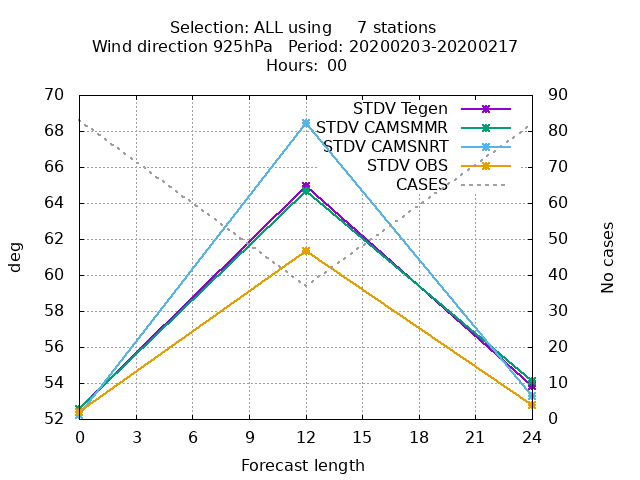 Selection: ALL using     7 stations
Wind direction 925hPa   Period: 20200203-20200217
Hours: 00
70
68
66
64
62
60
58
56
54
52
90
80
70
60
50
40
30
20
10
0
STDV Tegen
STDV CAMSMMR
STDV CAMSNRT
STDV OBS
CASES
deg
No cases
0 3 6 9 12 15 18 21 24
Forecast length